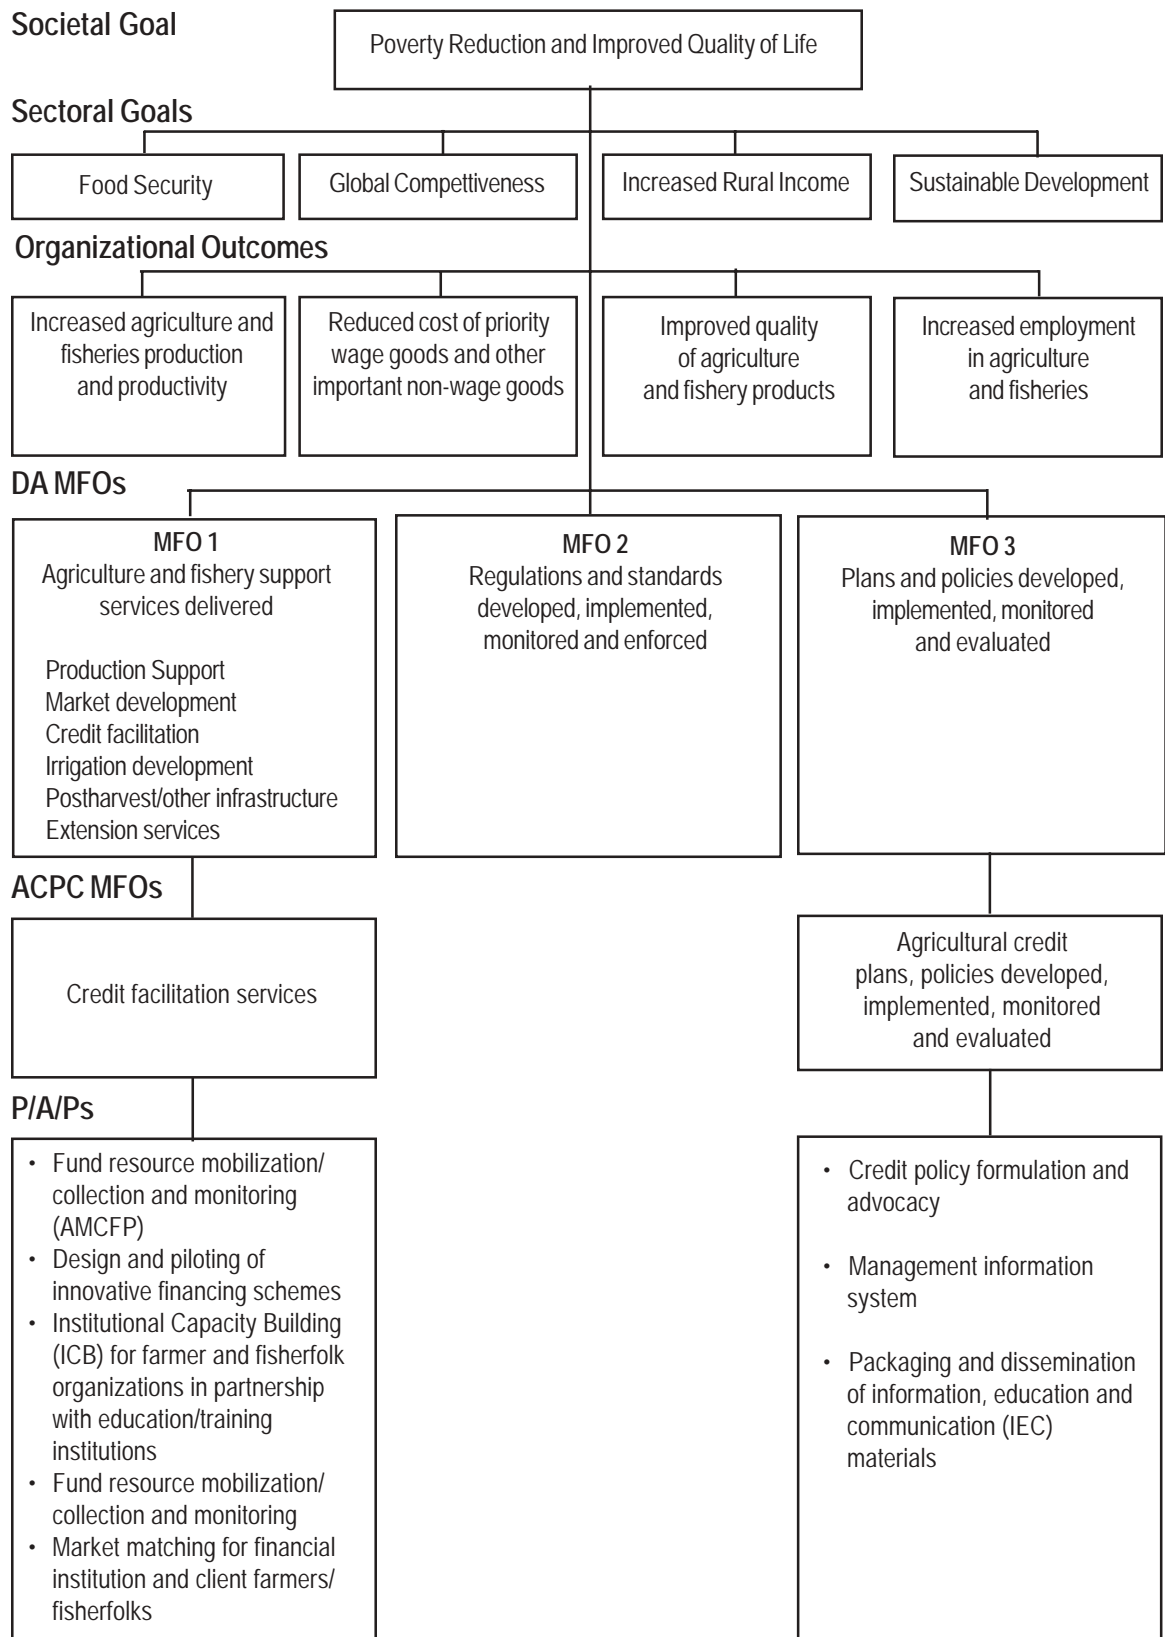 Societal Goal
Poverty Reduction and Improved Quality of Life
Sectoral Goals
Food Security
Global Compettiveness
Increased Rural Income
Sustainable Development
Organizational Outcomes
Increased agriculture and
fisheries production
and productivity
Reduced cost of priority
wage goods and other
important non-wage goods
Improved quality
of agriculture
and fishery products
Increased employment
in agriculture
and fisheries
DA MFOs
MFO 1
Agriculture and fishery support
services delivered
Production Support
Market development
Credit facilitation
Irrigation development
Postharvest/other infrastructure
Extension services
MFO 2
Regulations and standards
developed, implemented,
monitored and enforced
MFO 3
Plans and policies developed,
implemented, monitored
and evaluated
ACPC MFOs
Credit facilitation services
Agricultural credit
plans, policies developed,
implemented, monitored
and evaluated
P/A/Ps
• Fund resource mobilization/
collection and monitoring
(AMCFP)
• Design and piloting of
innovative financing schemes
• Institutional Capacity Building
(ICB) for farmer and fisherfolk
organizations in partnership
with education/training
institutions
• Fund resource mobilization/
collection and monitoring
• Market matching for financial
institution and client farmers/
fisherfolks
• Credit policy formulation and
advocacy
• Management information
system
• Packaging and dissemination
of information, education and
communication (IEC)
materials